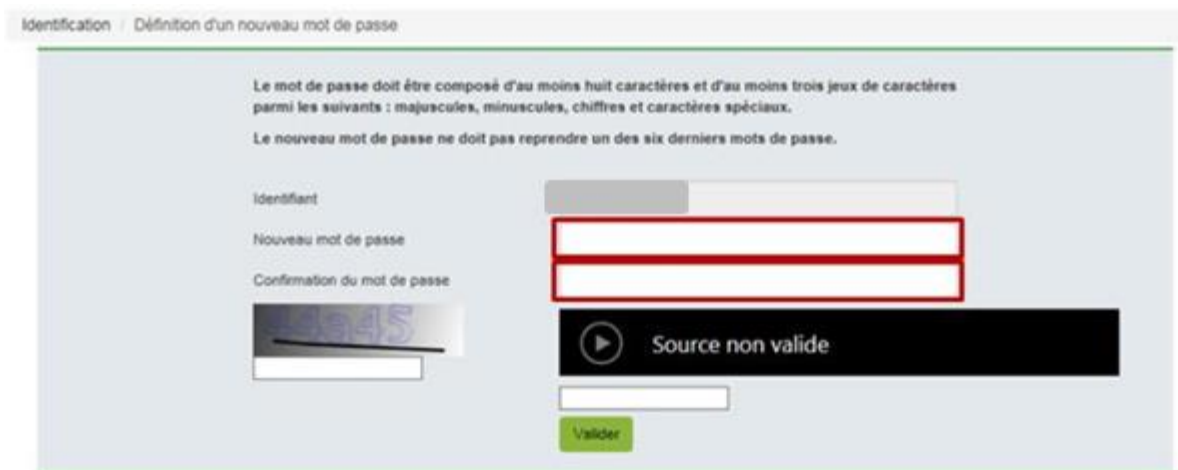 Identification / Définition d'un nouveau mot de passe
Le mot de passe doit être composé d'au moins huit caractères et d'au moins trois jeux de caractères
parmi les suivants : majuscules, minuscules, chiffres et caractères spéciaux.
Le nouveau mot de passe ne doit pas reprendre un des six derniers mots de passe.
Identifiant
Nouveau mot de passe
Confirmation du mot de passe
Source non valide
Valider